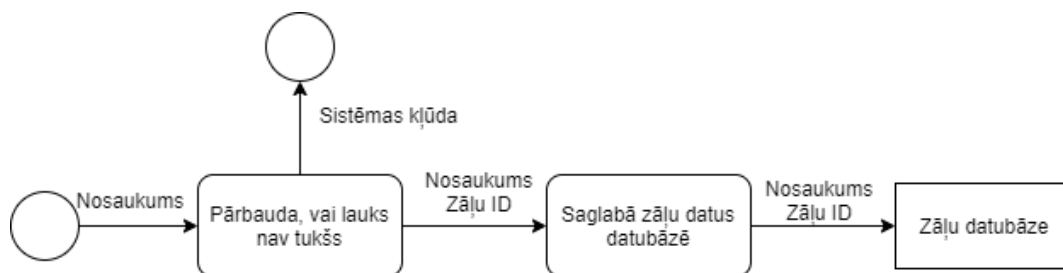 Sistēmas kļūda
Nosaukums
Pārbauda, vai lauks
nav tukšs
Nosaukums
Zāļu ID
Saglabā zāļu datus
datubāzē
Nosaukums
Zāļu ID
Zāļu datubāze